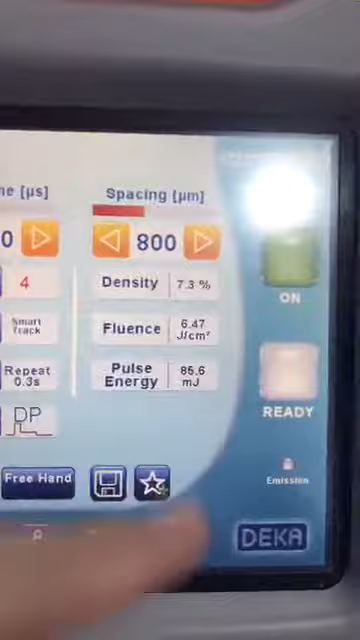 me [µs]
Spacing [µm]
0
800
4
Density 7.3 %
ON
Smart
Track
Fluence 6.47
J/cm²
Repeat
0.3s
Pulse
Energy
85.6
mJ
READY
DP
Free Hand
Emission
DEKA